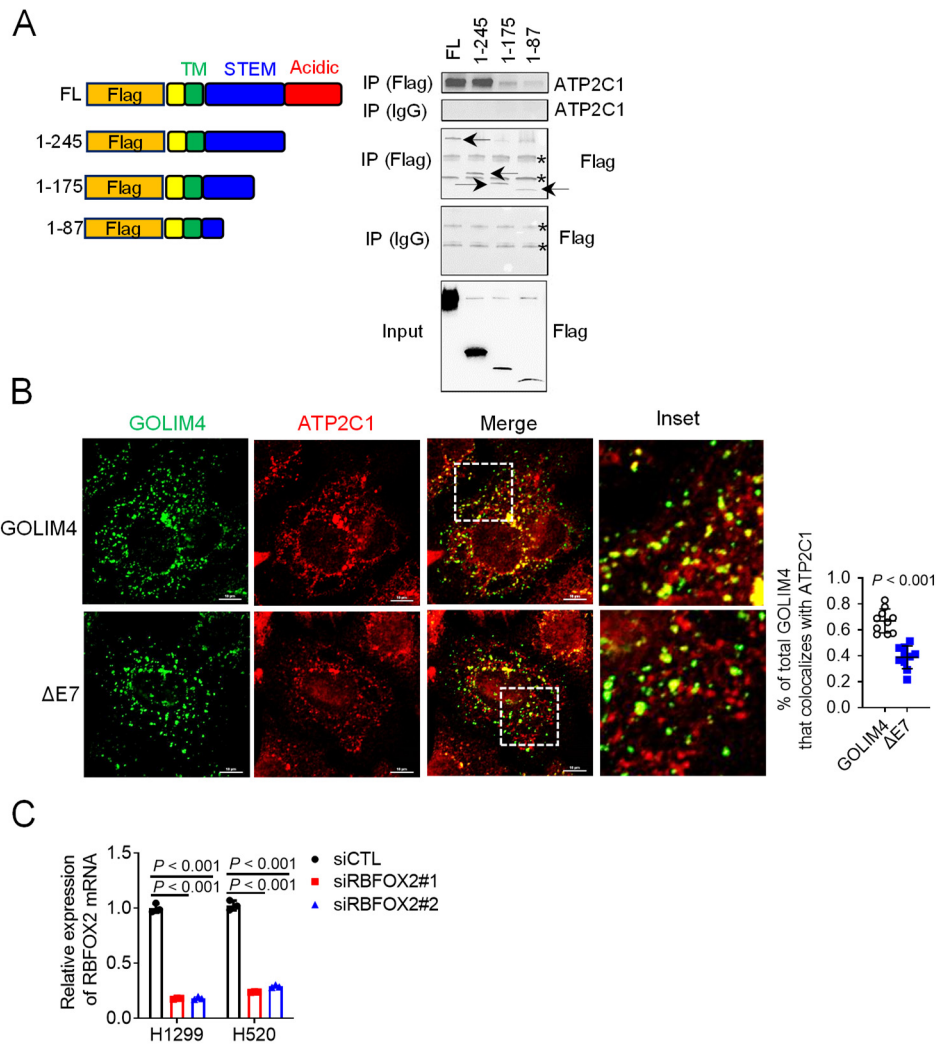 A
TM STEM Acidic
FL Flag
1-245 Flag
1-175 Flag
1-87 Flag
FL 1-245 1-175 1-87
IP (Flag) ATP2C1
IP (IgG) ATP2C1
IP (Flag) * * Flag
IP (IgG) * * Flag
Input Flag
B
GOLIM4 ATP2C1 Merge Inset
GOLIM4
ΔE7
% of total GOLIM4
that colocalizes with ATP2C1
P < 0.001
1.0
0.8
0.6
0.4
0.2
0.0
GOLIM4 ΔE7
C
Relative expression
of RBFOX2 mRNA
1.5
1.0
0.5
0.0
P < 0.001 P < 0.001
P < 0.001 P < 0.001
siCTL
siRBFOX2#1
siRBFOX2#2
H1299 H520